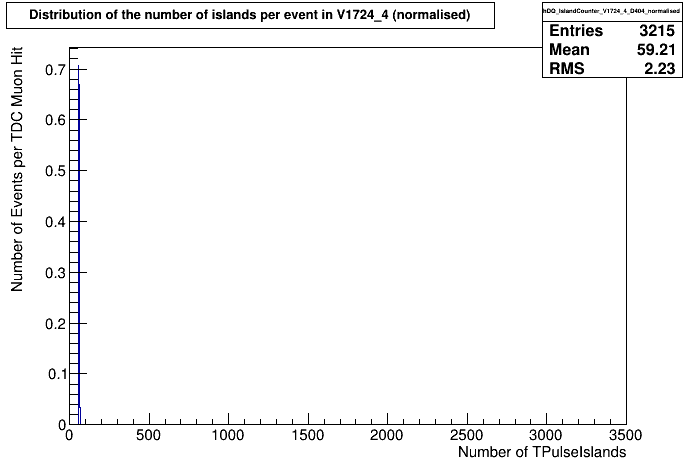 Distribution of the number of islands per event in V1724_4 (normalised)
hDQ_IslandCounter_V1724_4_D404_normalised
Entries 3215
Mean 59.21
RMS 2.23
Number of Events per TDC Muon Hit
0.7
0.6
0.5
0.4
0.3
0.2
0.1
0
0 500 1000 1500 2000 2500 3000 3500
Number of TPulseIslands